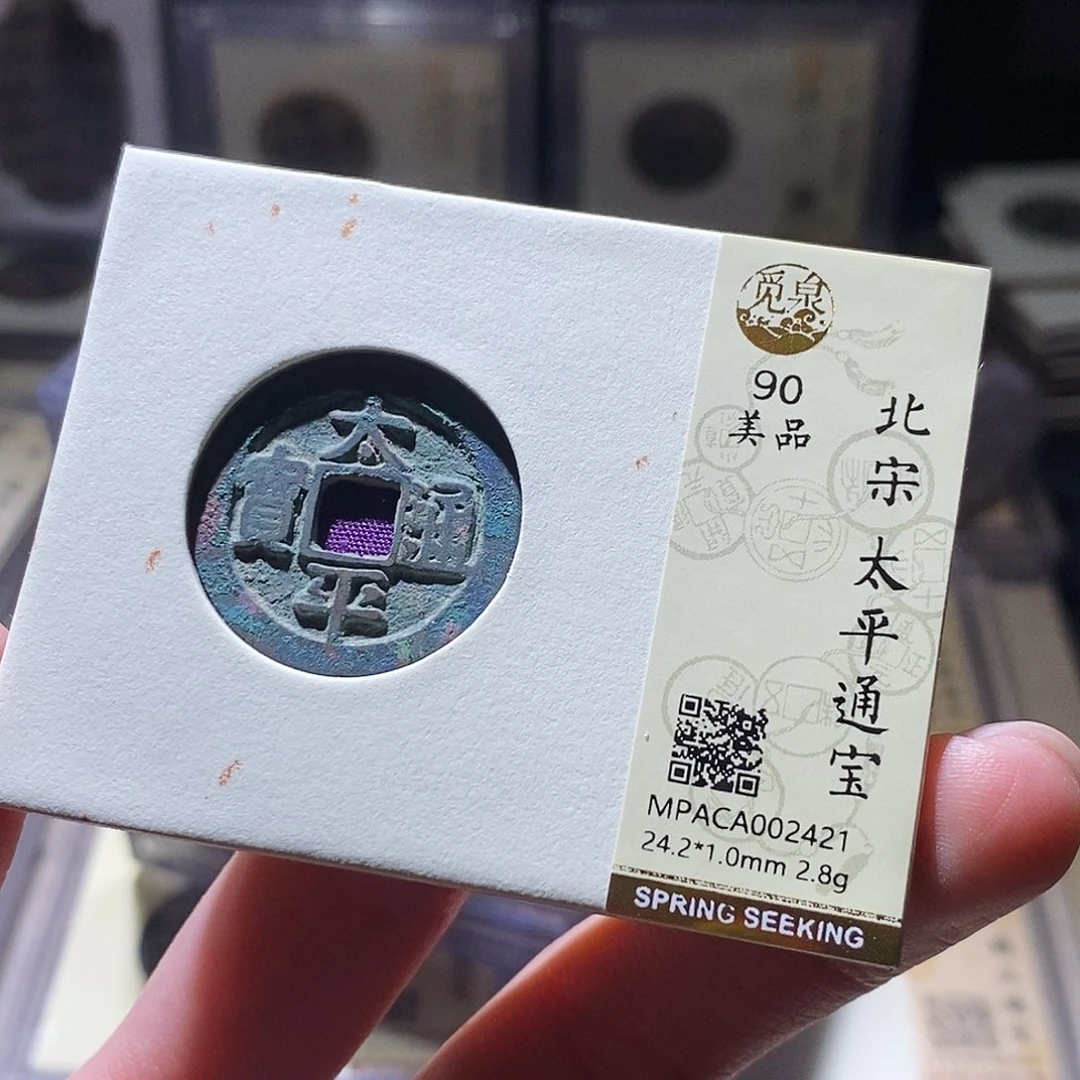 太平通寳
觅泉
90
美品
北宋太平通宝
MPACA002421
24.2*1.0mm 2.8g
SPRING SEEKING